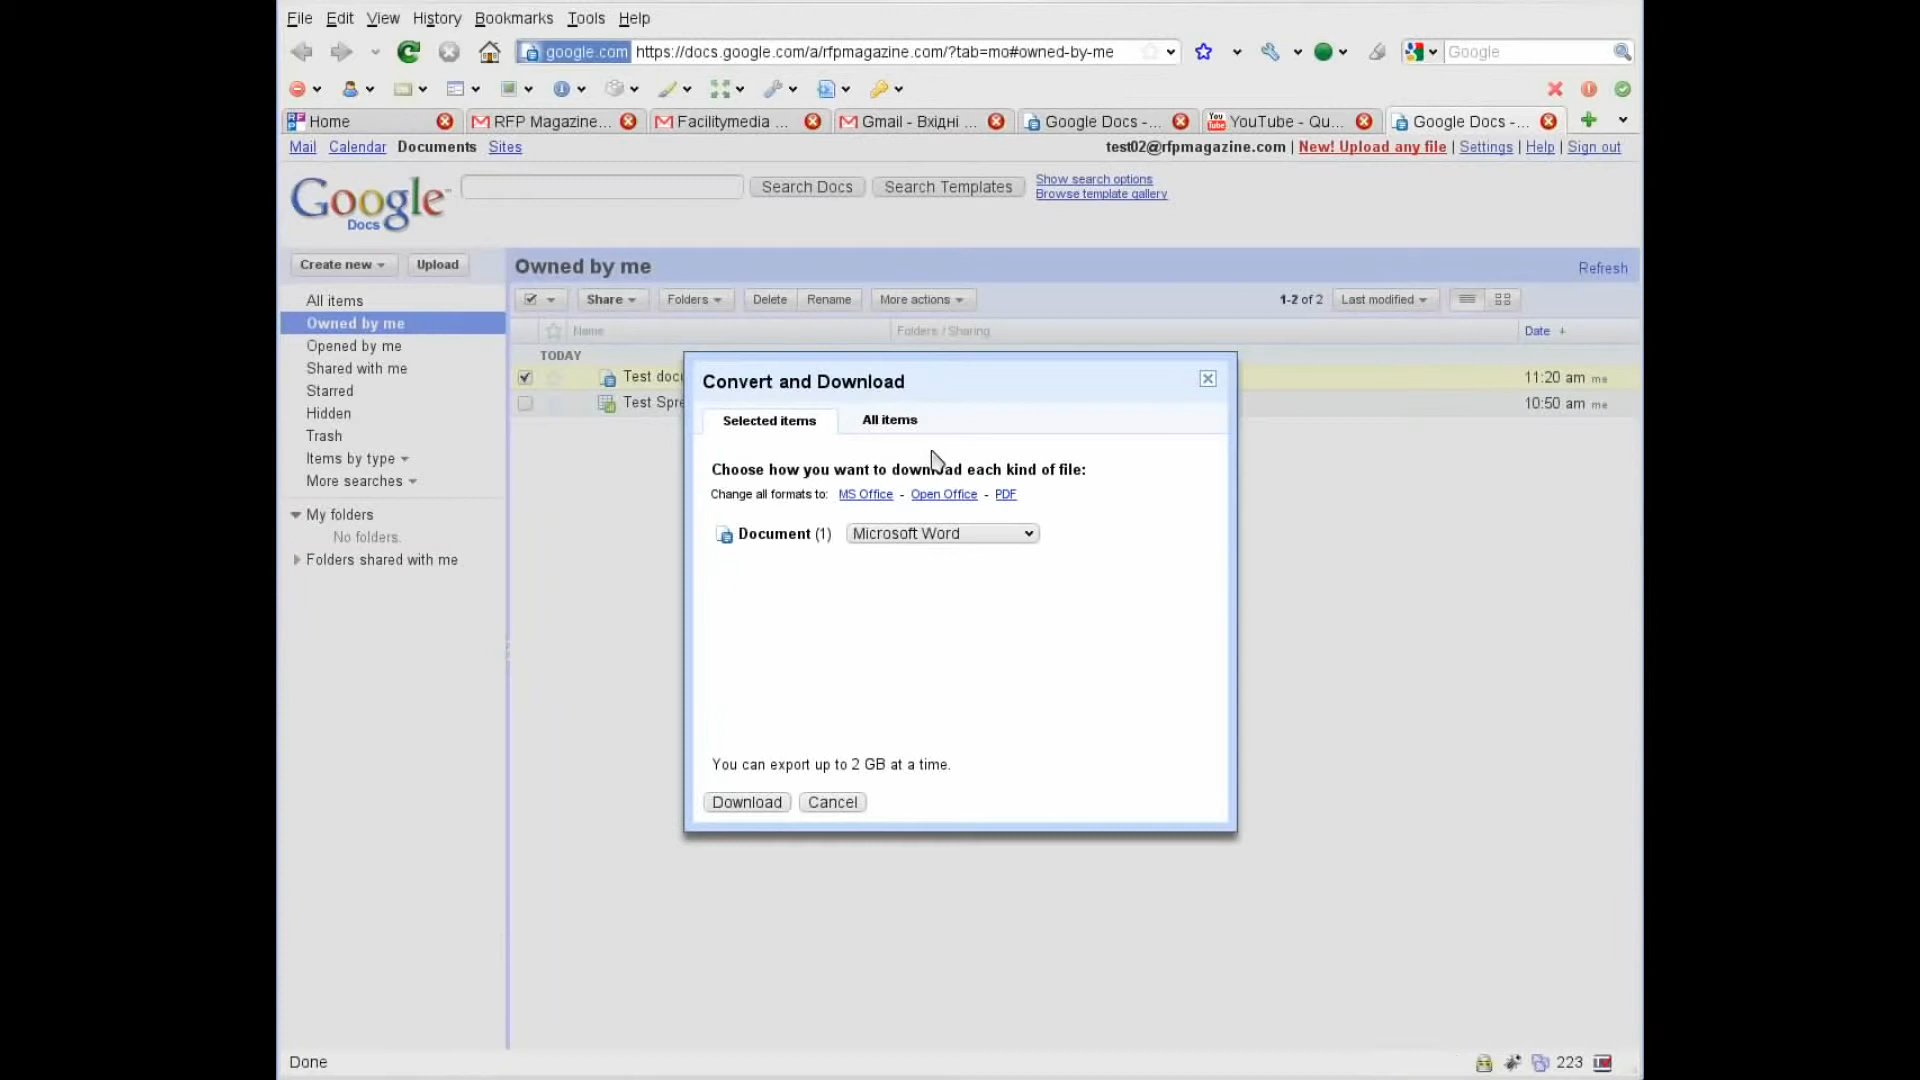 File Edit View History Bookmarks Tools Help
google.com https://docs.google.com/a/rfpmagazine.com/?tab=mo#owned-by-me Google
Home RFP Magazine... Facilitymedia ... Gmail - Вхідні ... Google Docs -... YouTube - Qu... Google Docs -...
Mail Calendar Documents Sites test02@rfpmagazine.com | New! Upload any file | Settings | Help | Sign out
Google Docs Search Docs Search Templates Show search options
Browse template gallery
Create new Upload Owned by me Refresh
Share Folders Delete Rename More actions 1-2 of 2 Last modified
Name Folders / Sharing Date
TODAY
Test 11:20 am me
Test 10:50 am me
All items
Owned by me
Opened by me
Shared with me
Starred
Hidden
Trash
Items by type
More searches
My folders
No folders.
Folders shared with me
Convert and Download
Selected items All items
Choose how you want to download each kind of file:
Change all formats to: MS Office - Open Office - PDF
Document (1) Microsoft Word
You can export up to 2 GB at a time.
Download Cancel
Done 223